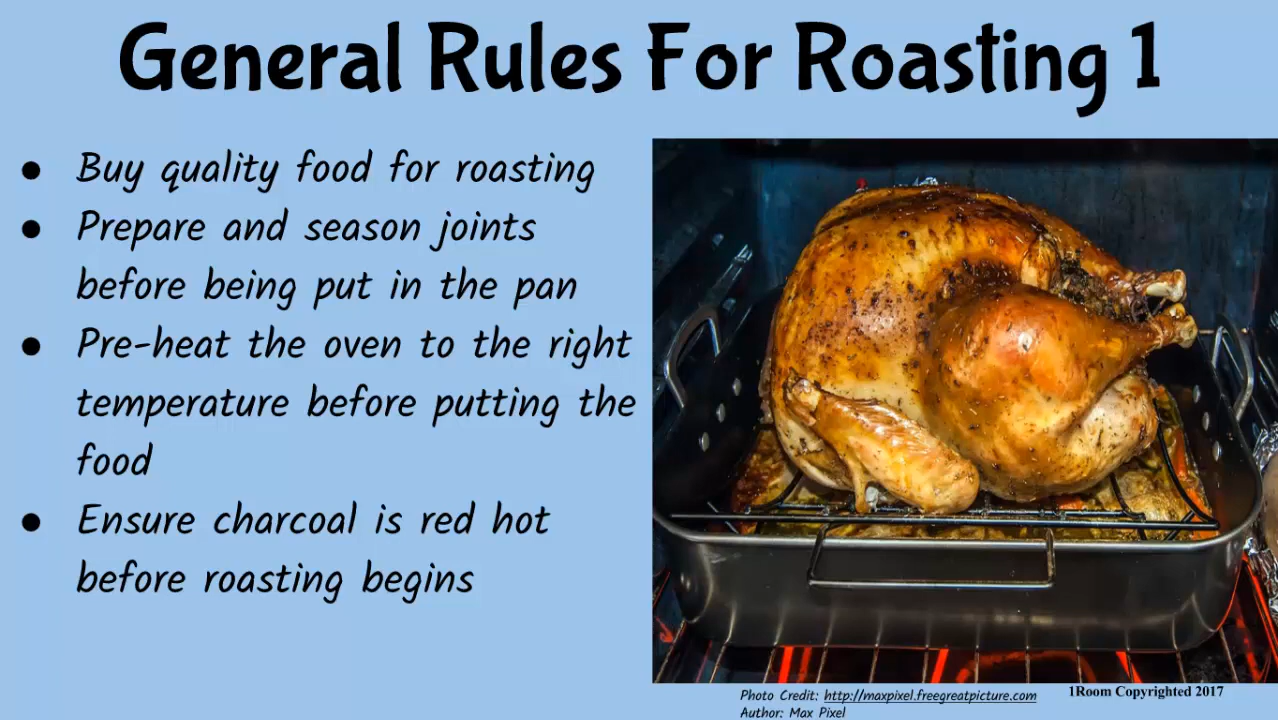 General Rules For Roasting 1
● Buy quality food for roasting
● Prepare and season joints
before being put in the pan
● Pre-heat the oven to the right
temperature before putting the
food
● Ensure charcoal is red hot
before roasting begins
Photo Credit: http://maxpixel.freegreatpicture.com
Author: Max Pixel
1Room Copyrighted 2017